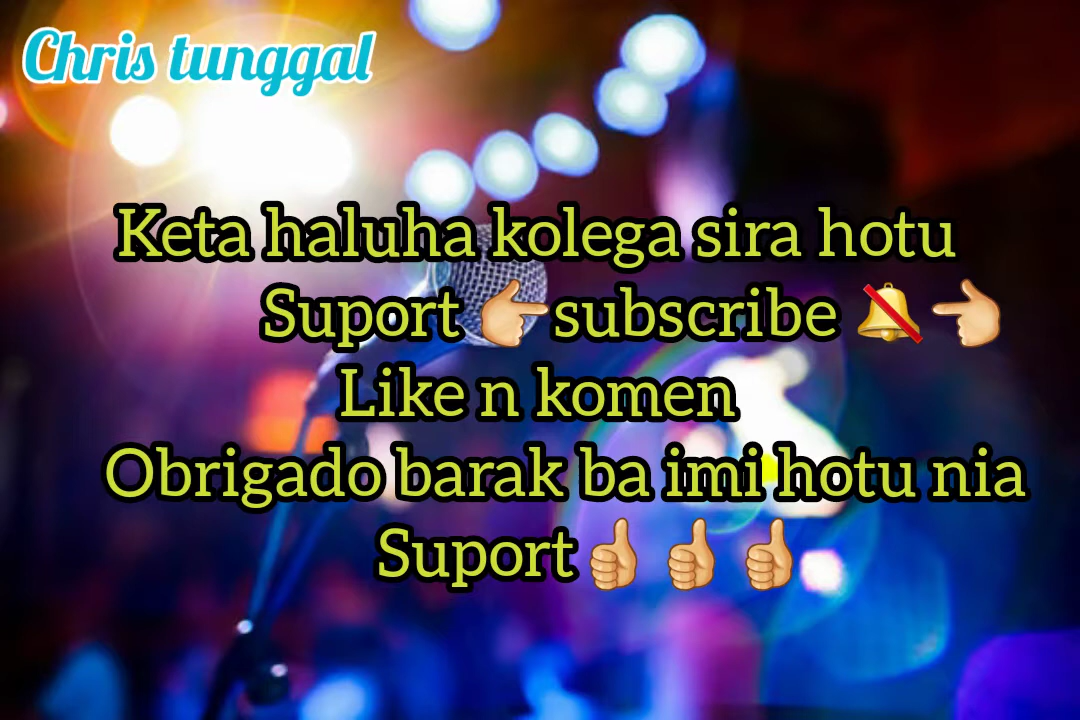 Chris tunggal
Keta haluha kolega sira hotu
Suport 👉 subscribe 🔕 👈
Like n komen
Obrigado barak ba imi hotu nia
Suport 👍 👍 👍